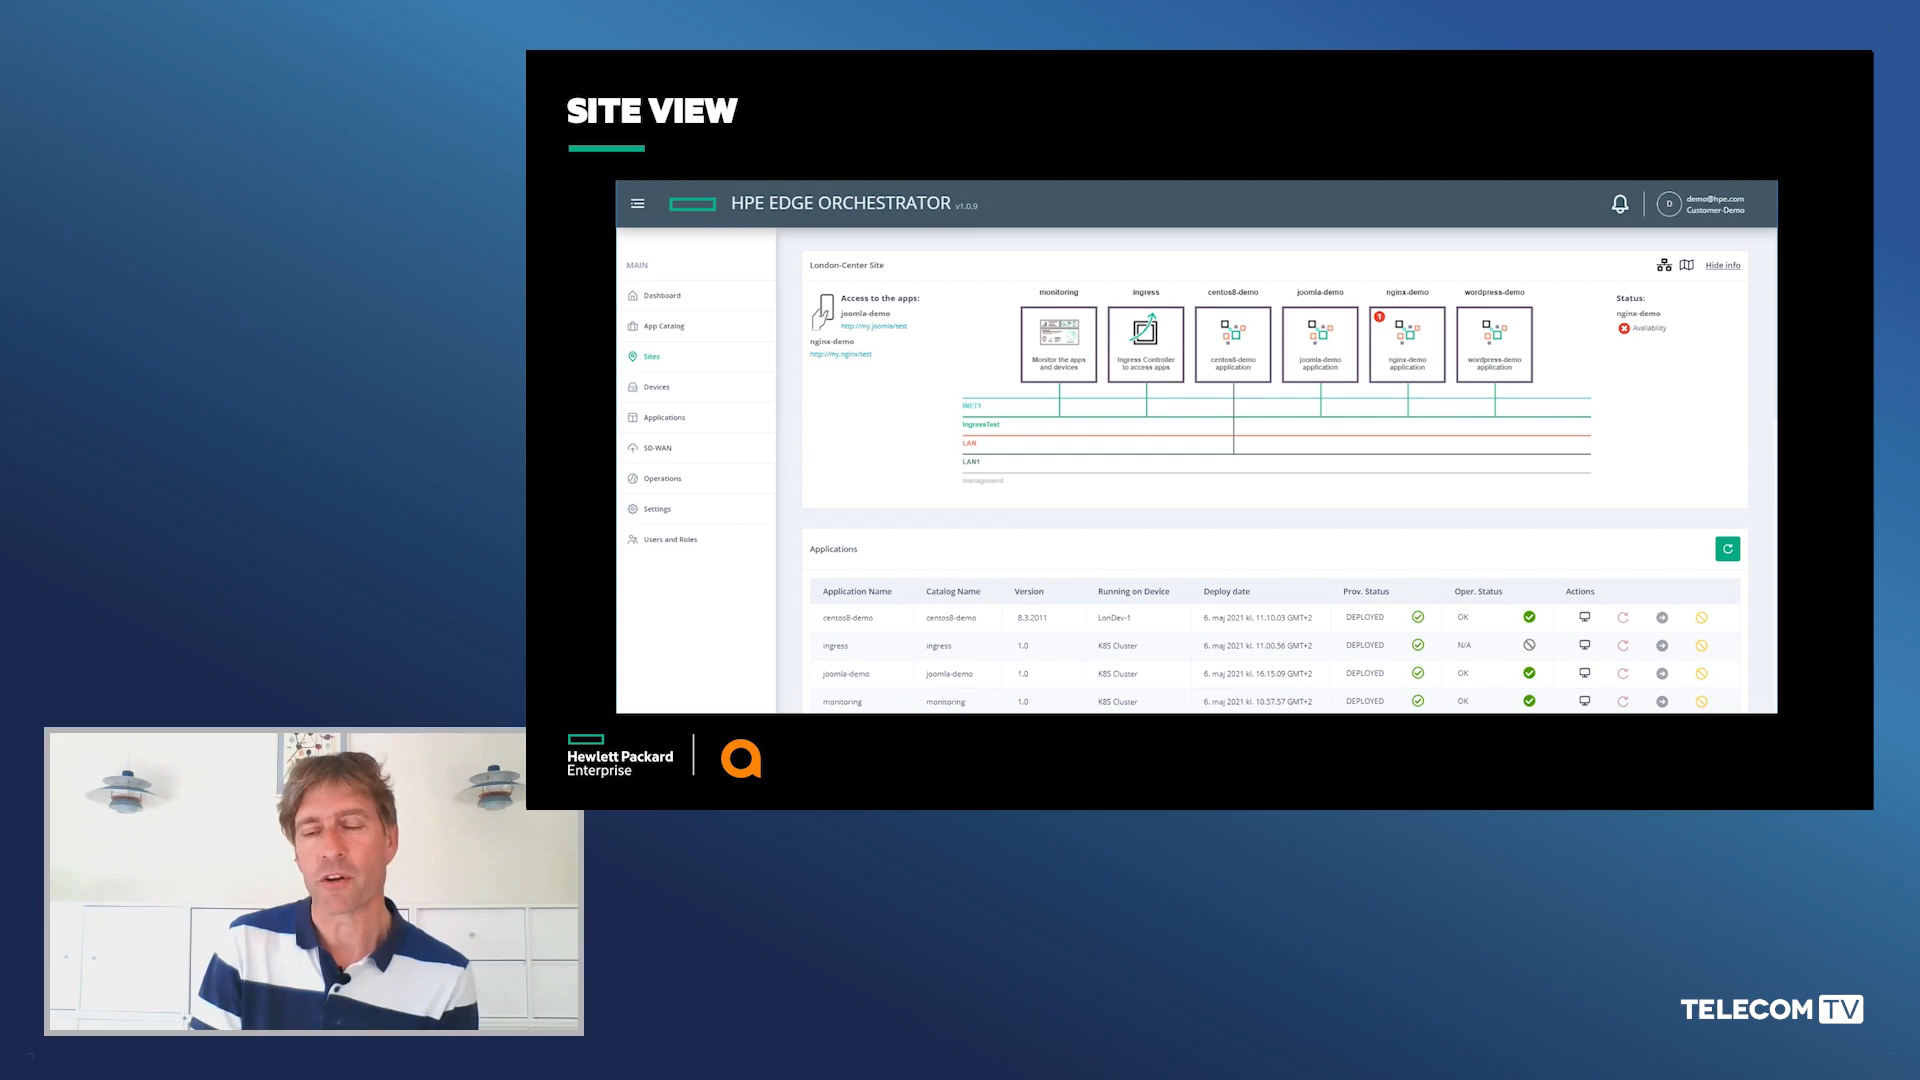 SITE VIEW
HPE EDGE ORCHESTRATOR v1.0.9
D
demo@hpe.com
Customer-Demo
MAIN
Dashboard
App Catalog
Sites
Devices
Applications
SD-WAN
Operations
Settings
Users and Roles
London-Center Site
Hide info
Access to the apps:
joomla-demo
http://my.joomla/test
nginx-demo
http://my.nginx/test
monitoring
Monitor the apps
and devices
ingress
Ingress Controller
to access apps
centos8-demo
centos8-demo
application
joomla-demo
joomla-demo
application
nginx-demo
1
nginx-demo
application
wordpress-demo
wordpress-demo
application
Status:
nginx-demo
Availability
INET1
IngressTest
LAN
LAN1
management
Applications
Application Name Catalog Name Version Running on Device Deploy date Prov. Status Oper. Status Actions
centos8-demo centos8-demo 8.3.2011 LonDev-1 6. maj 2021 kl. 11.10.03 GMT+2 DEPLOYED OK
ingress ingress 1.0 K8S Cluster 6. maj 2021 kl. 11.00.56 GMT+2 DEPLOYED N/A
joomla-demo joomla-demo 1.0 K8S Cluster 6. maj 2021 kl. 16.15.09 GMT+2 DEPLOYED OK
monitoring monitoring 1.0 K8S Cluster 6. maj 2021 kl. 10.57.57 GMT+2 DEPLOYED OK
Hewlett Packard
Enterprise
TELECOM TV